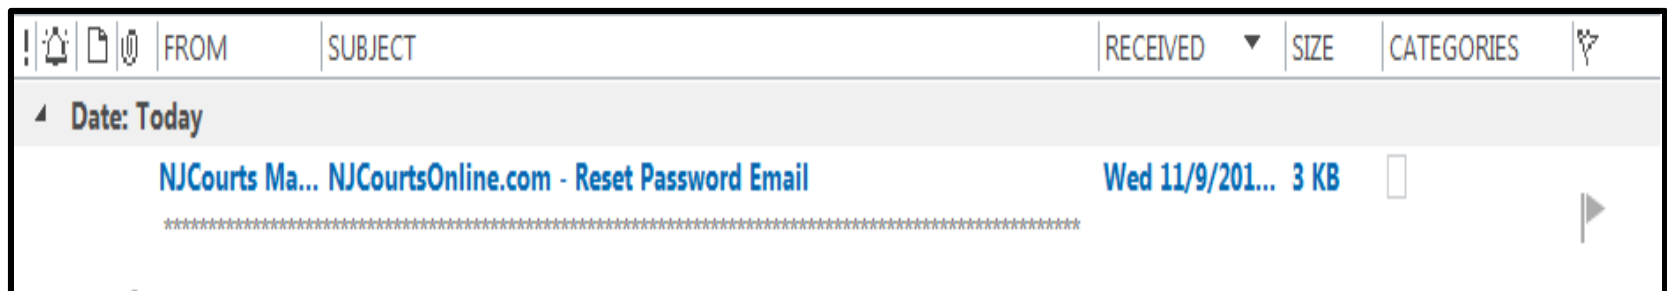 ! FROM SUBJECT RECEIVED SIZE CATEGORIES
Date: Today
NJCourts Ma... NJCourtsOnline.com - Reset Password Email Wed 11/9/201... 3 KB